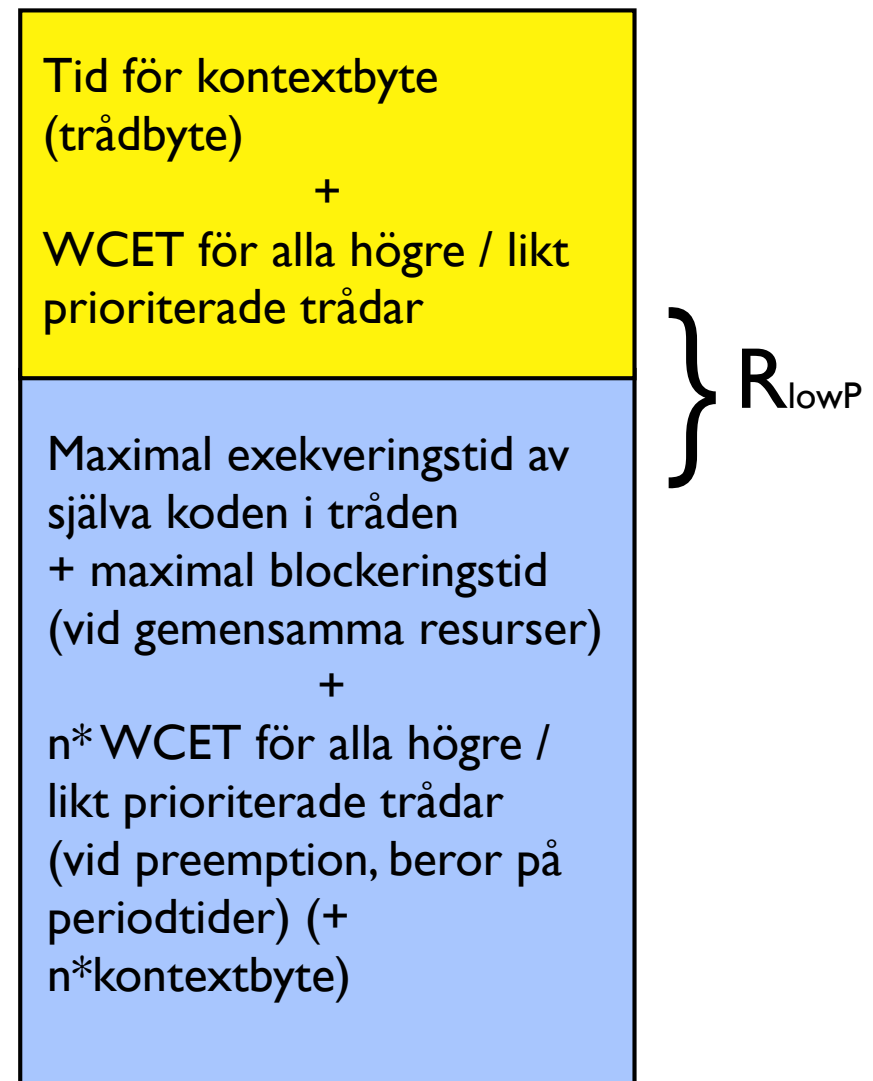 Tid för kontextbyte
(trådbyte)
+
WCET för alla högre / likt
prioriterade trådar
} RlowP
Maximal exekveringstid av
själva koden i tråden
+ maximal blockeringstid
(vid gemensamma resurser)
+
n* WCET för alla högre /
likt prioriterade trådar
(vid preemption, beror på
periodtider) (+
n*kontextbyte)